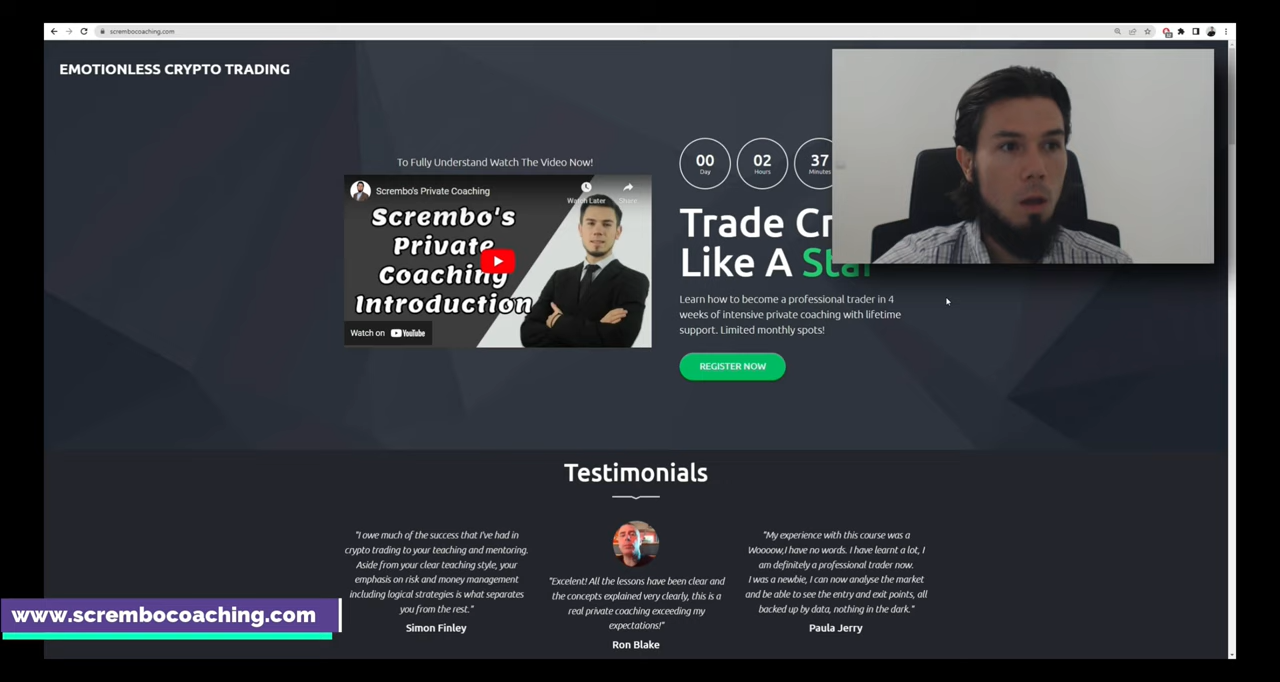 scrembocoaching.com
EMOTIONLESS CRYPTO TRADING
To Fully Understand Watch The Video Now!
Scrembo's Private Coaching
Watch Later
Share
Scrembo's
Private
Coaching
Introduction
Watch on YouTube
00
Day
02
Hours
37
Minutes
Trade
Like A
Learn how to become a professional trader in 4
weeks of intensive private coaching with lifetime
support. Limited monthly spots!
REGISTER NOW
Testimonials
"I owe much of the success that I've had in
crypto trading to your teaching and mentoring.
Aside from your clear teaching style, your
emphasis on risk and money management
including logical strategies is what separates
you from the rest."
Simon Finley
"Excelent! All the lessons have been clear and
the concepts explained very clearly, this is a
real private coaching exceeding my
expectations!"
Ron Blake
"My experience with this course was a
Woooow,I have no words. I have learnt a lot, I
am definitely a professional trader now.
I was a newbie, I can now analyse the market
and be able to see the entry and exit points, all
backed up by data, nothing in the dark."
Paula Jerry
www.scrembocoaching.com